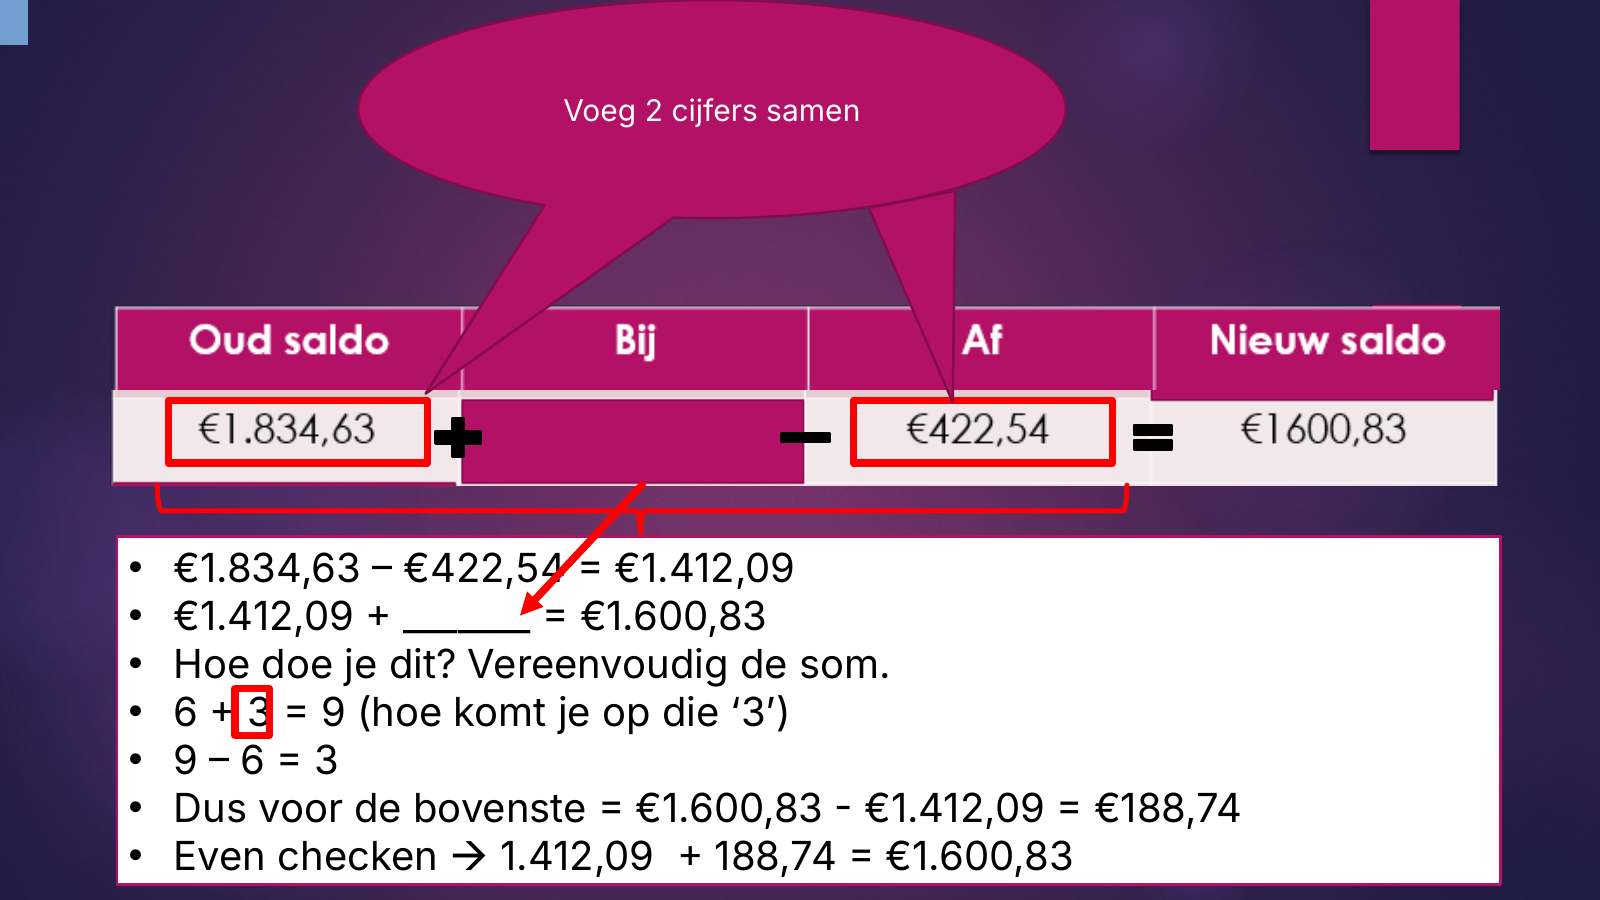 Voeg 2 cijfers samen
Oud saldo Bij Af Nieuw saldo
€1.834,63 + − €422,54 = €1600,83
• €1.834,63 – €422,54 = €1.412,09
• €1.412,09 + ______ = €1.600,83
• Hoe doe je dit? Vereenvoudig de som.
• 6 + 3 = 9 (hoe komt je op die ‘3’)
• 9 – 6 = 3
• Dus voor de bovenste = €1.600,83 - €1.412,09 = €188,74
• Even checken → 1.412,09 + 188,74 = €1.600,83